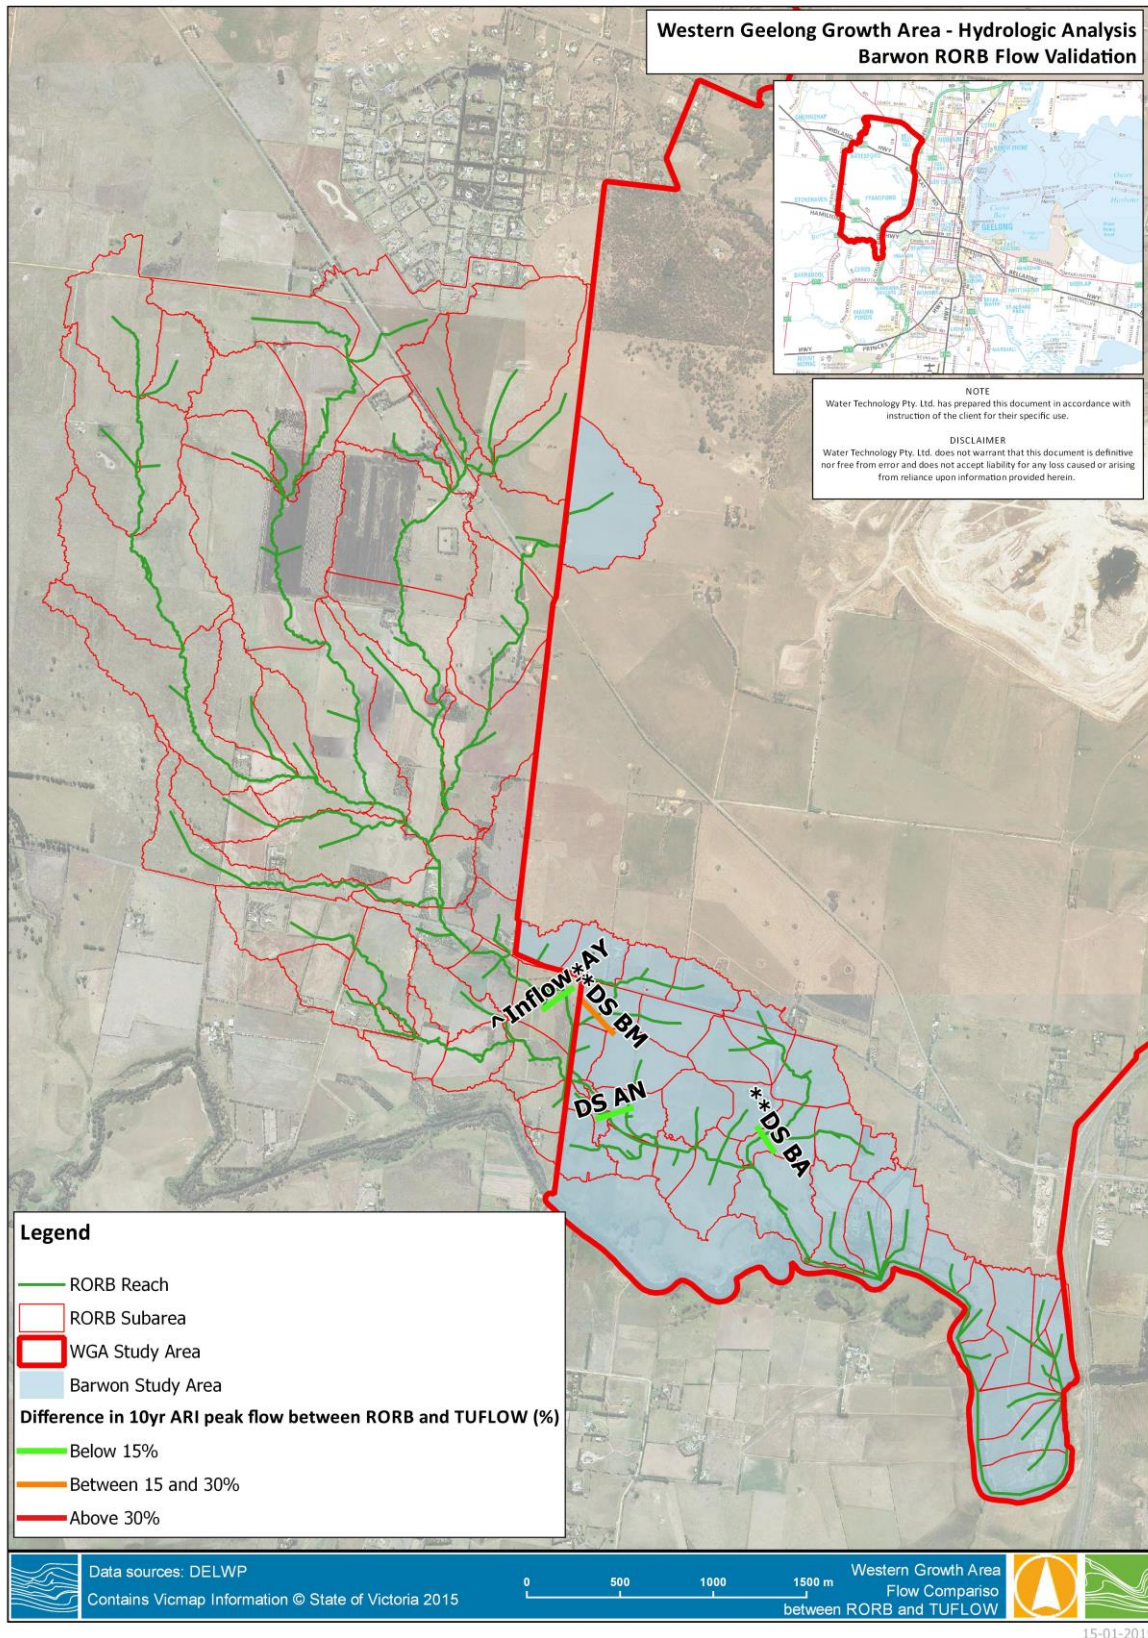 Western Geelong Growth Area - Hydrologic Analysis
Barwon RORB Flow Validation
GEELONG
NOTE
Water Technology Pty. Ltd. has prepared this document in accordance with
instruction of the client for their specific use.
DISCLAIMER
Water Technology Pty. Ltd. does not warrant that this document is definitive
nor free from error and does not accept liability for any loss caused or arising
from reliance upon information provided herein.
^Inflow*AY
**DS BM
DS AN
**DS BA
Legend
RORB Reach
RORB Subarea
WGA Study Area
Barwon Study Area
Difference in 10yr ARI peak flow between RORB and TUFLOW (%)
Below 15%
Between 15 and 30%
Above 30%
Data sources: DELWP
Contains Vicmap Information © State of Victoria 2015
0 500 1000 1500 m
Western Growth Area
Flow Compariso
between RORB and TUFLOW
15-01-201